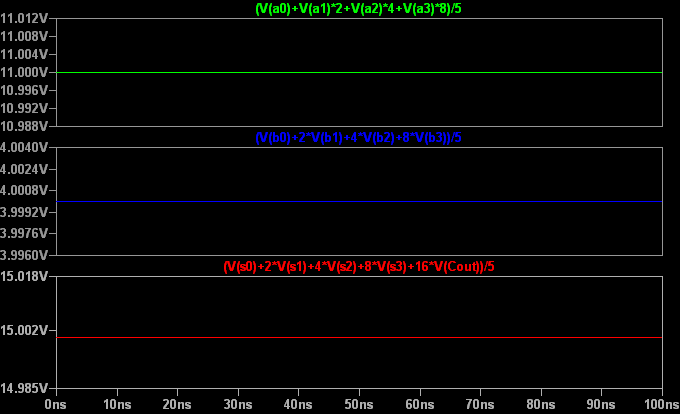 (V(a0)+V(a1)*2+V(a2)*4+V(a3)*8)/5
11.012V
11.008V
11.004V
11.000V
10.996V
10.992V
10.988V
(V(b0)+2*V(b1)+4*V(b2)+8*V(b3))/5
4.0040V
4.0024V
4.0008V
3.9992V
3.9976V
3.9960V
(V(s0)+2*V(s1)+4*V(s2)+8*V(s3)+16*V(Cout))/5
15.018V
15.002V
14.985V
0ns 10ns 20ns 30ns 40ns 50ns 60ns 70ns 80ns 90ns 100ns